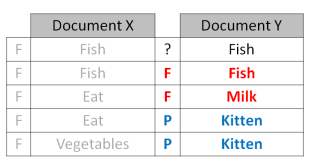 Document X Document Y
F Fish ? Fish
F Fish F Fish
F Eat F Milk
F Eat P Kitten
F Vegetables P Kitten